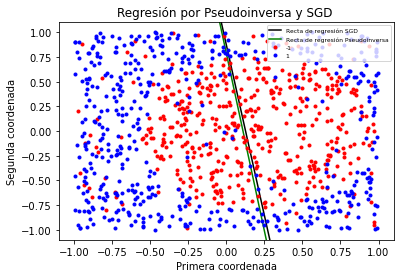 Regresión por Pseudoinversa y SGD
Recta de regresión SGD
Recta de regresión Pseudoinversa
-1
1
Segunda coordenada
1.00
0.75
0.50
0.25
0.00
−0.25
−0.50
−0.75
−1.00
−1.00 −0.75 −0.50 −0.25 0.00 0.25 0.50 0.75 1.00
Primera coordenada